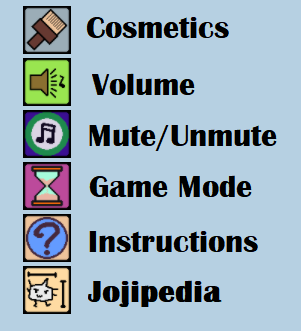 Cosmetics
Volume
Mute/Unmute
Game Mode
Instructions
Jojipedia